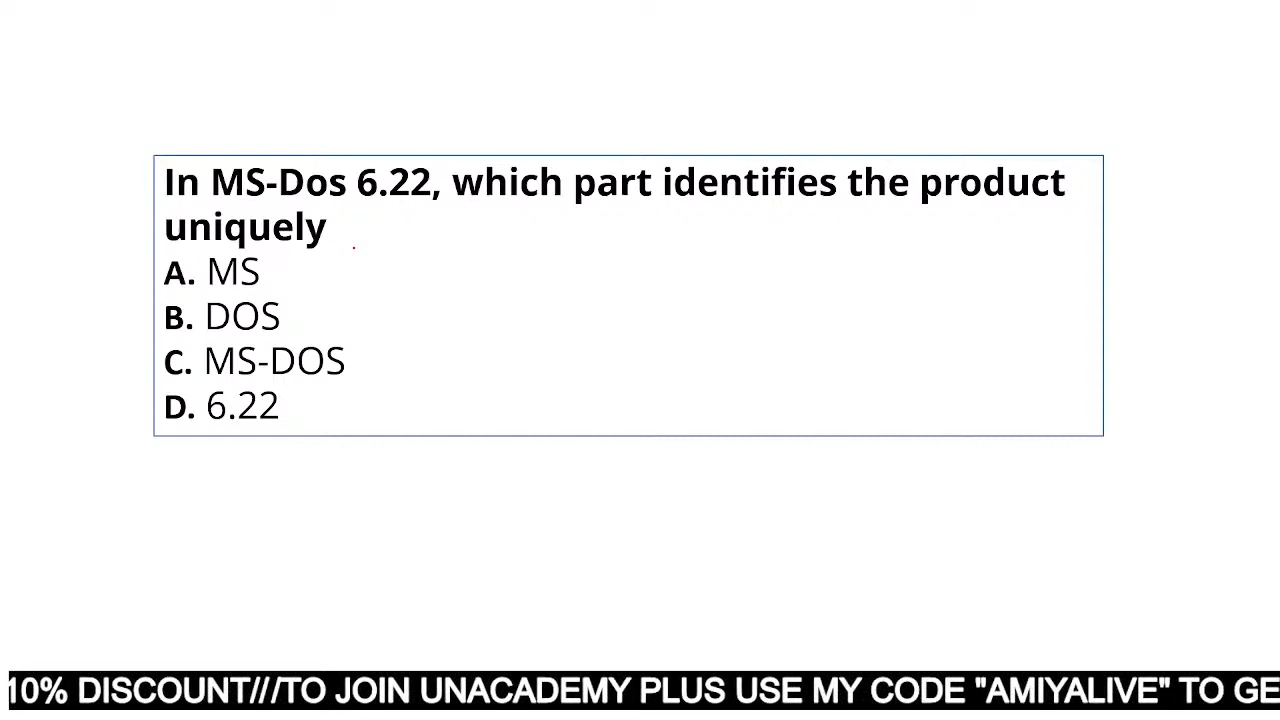 In MS-Dos 6.22, which part identifies the product
uniquely
A. MS
B. DOS
C. MS-DOS
D. 6.22
10% DISCOUNT///TO JOIN UNACADEMY PLUS USE MY CODE "AMIYALIVE" TO GE